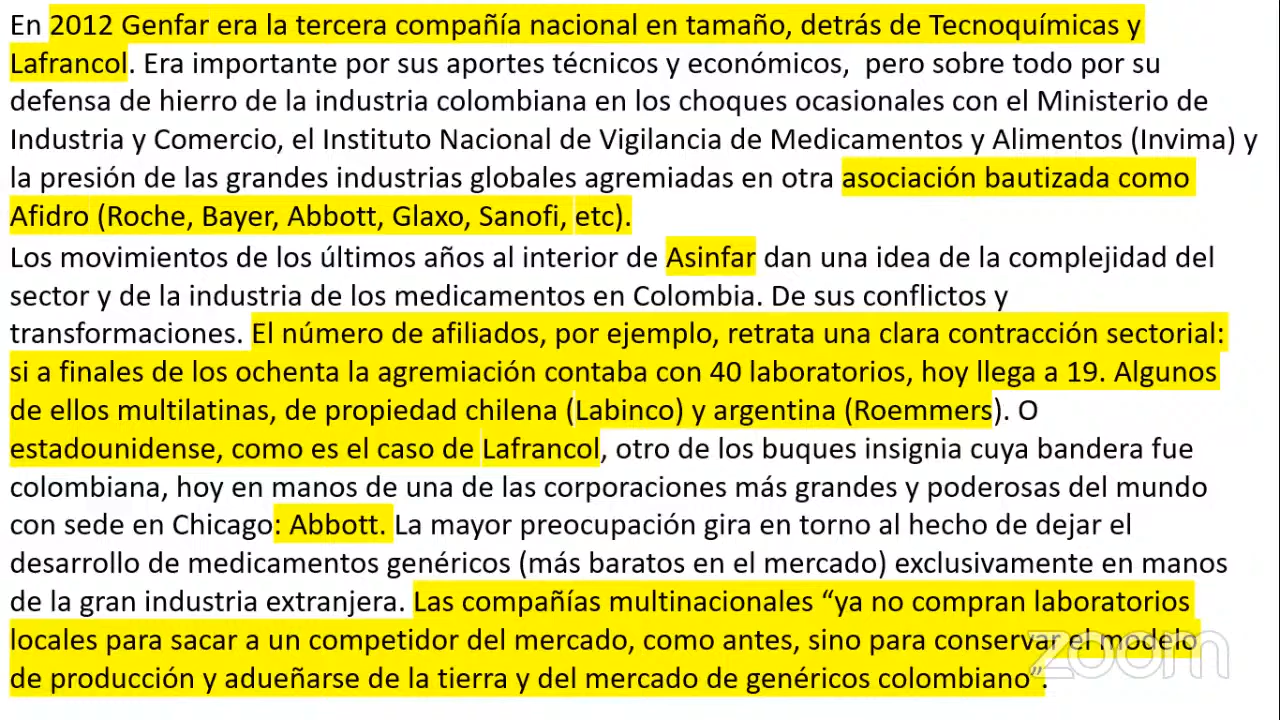 En 2012 Genfar era la tercera compañía nacional en tamaño, detrás de Tecnoquímicas y
Lafrancol. Era importante por sus aportes técnicos y económicos,  pero sobre todo por su
defensa de hierro de la industria colombiana en los choques ocasionales con el Ministerio de
Industria y Comercio, el Instituto Nacional de Vigilancia de Medicamentos y Alimentos (Invima) y
la presión de las grandes industrias globales agremiadas en otra asociación bautizada como
Afidro (Roche, Bayer, Abbott, Glaxo, Sanofi, etc).
Los movimientos de los últimos años al interior de Asinfar dan una idea de la complejidad del
sector y de la industria de los medicamentos en Colombia. De sus conflictos y
transformaciones. El número de afiliados, por ejemplo, retrata una clara contracción sectorial:
si a finales de los ochenta la agremiación contaba con 40 laboratorios, hoy llega a 19. Algunos
de ellos multilatinas, de propiedad chilena (Labinco) y argentina (Roemmers). O
estadounidense, como es el caso de Lafrancol, otro de los buques insignia cuya bandera fue
colombiana, hoy en manos de una de las corporaciones más grandes y poderosas del mundo
con sede en Chicago: Abbott. La mayor preocupación gira en torno al hecho de dejar el
desarrollo de medicamentos genéricos (más baratos en el mercado) exclusivamente en manos
de la gran industria extranjera. Las compañías multinacionales “ya no compran laboratorios
locales para sacar a un competidor del mercado, como antes, sino para conservar el modelo
de producción y adueñarse de la tierra y del mercado de genéricos colombiano”.
zoom